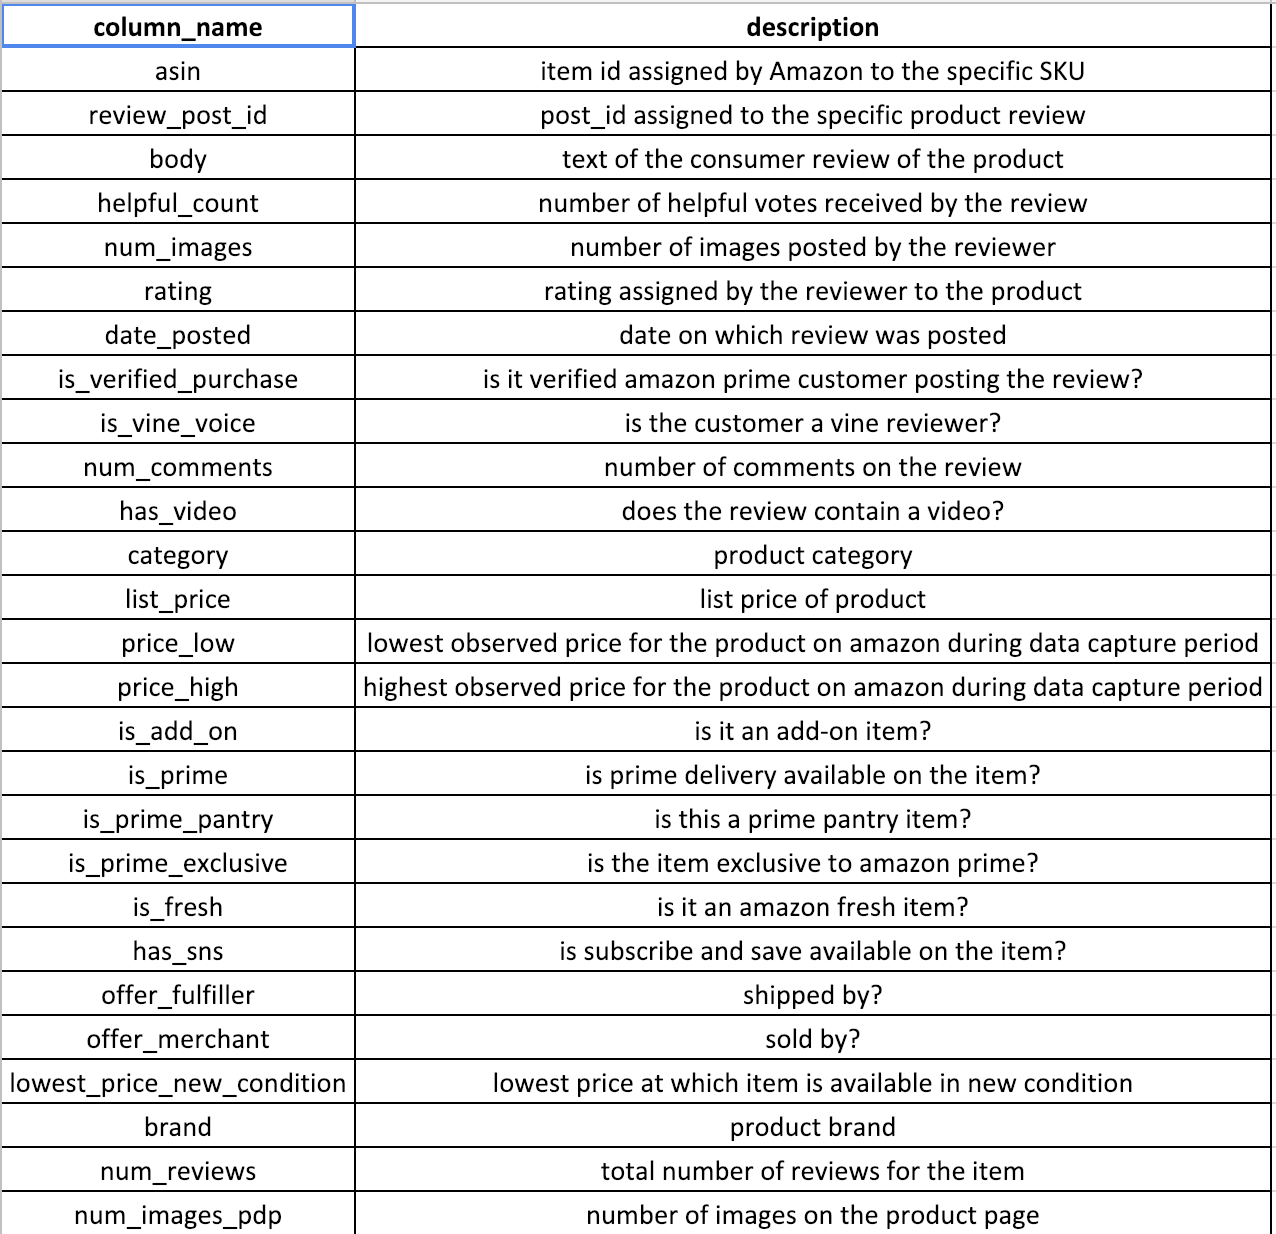 column_name description
asin item id assigned by Amazon to the specific SKU
review_post_id post_id assigned to the specific product review
body text of the consumer review of the product
helpful_count number of helpful votes received by the review
num_images number of images posted by the reviewer
rating rating assigned by the reviewer to the product
date_posted date on which review was posted
is_verified_purchase is it verified amazon prime customer posting the review?
is_vine_voice is the customer a vine reviewer?
num_comments number of comments on the review
has_video does the review contain a video?
category product category
list_price list price of product
price_low lowest observed price for the product on amazon during data capture period
price_high highest observed price for the product on amazon during data capture period
is_add_on is it an add-on item?
is_prime is prime delivery available on the item?
is_prime_pantry is this a prime pantry item?
is_prime_exclusive is the item exclusive to amazon prime?
is_fresh is it an amazon fresh item?
has_sns is subscribe and save available on the item?
offer_fulfiller shipped by?
offer_merchant sold by?
lowest_price_new_condition lowest price at which item is available in new condition
brand product brand
num_reviews total number of reviews for the item
num_images_pdp number of images on the product page